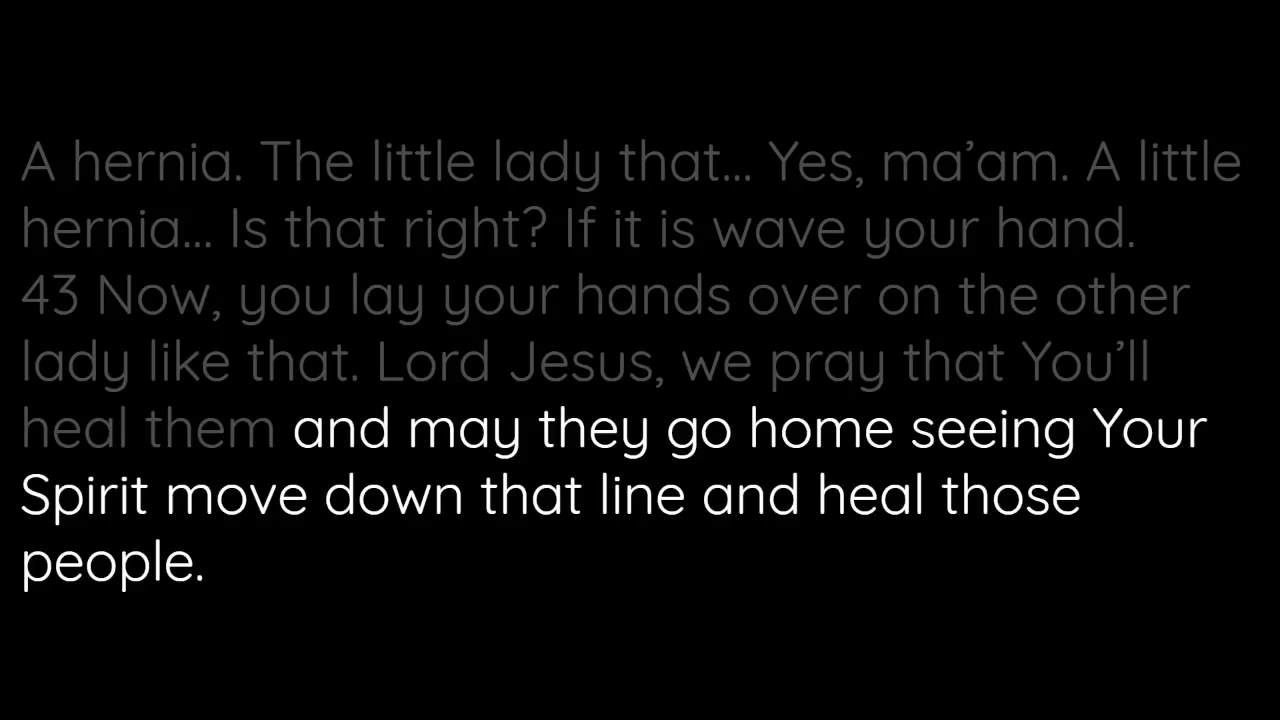 A hernia. The little lady that... Yes, ma’am. A little
hernia... Is that right? If it is wave your hand.
43 Now, you lay your hands over on the other
lady like that. Lord Jesus, we pray that You’ll
heal them and may they go home seeing Your
Spirit move down that line and heal those
people.